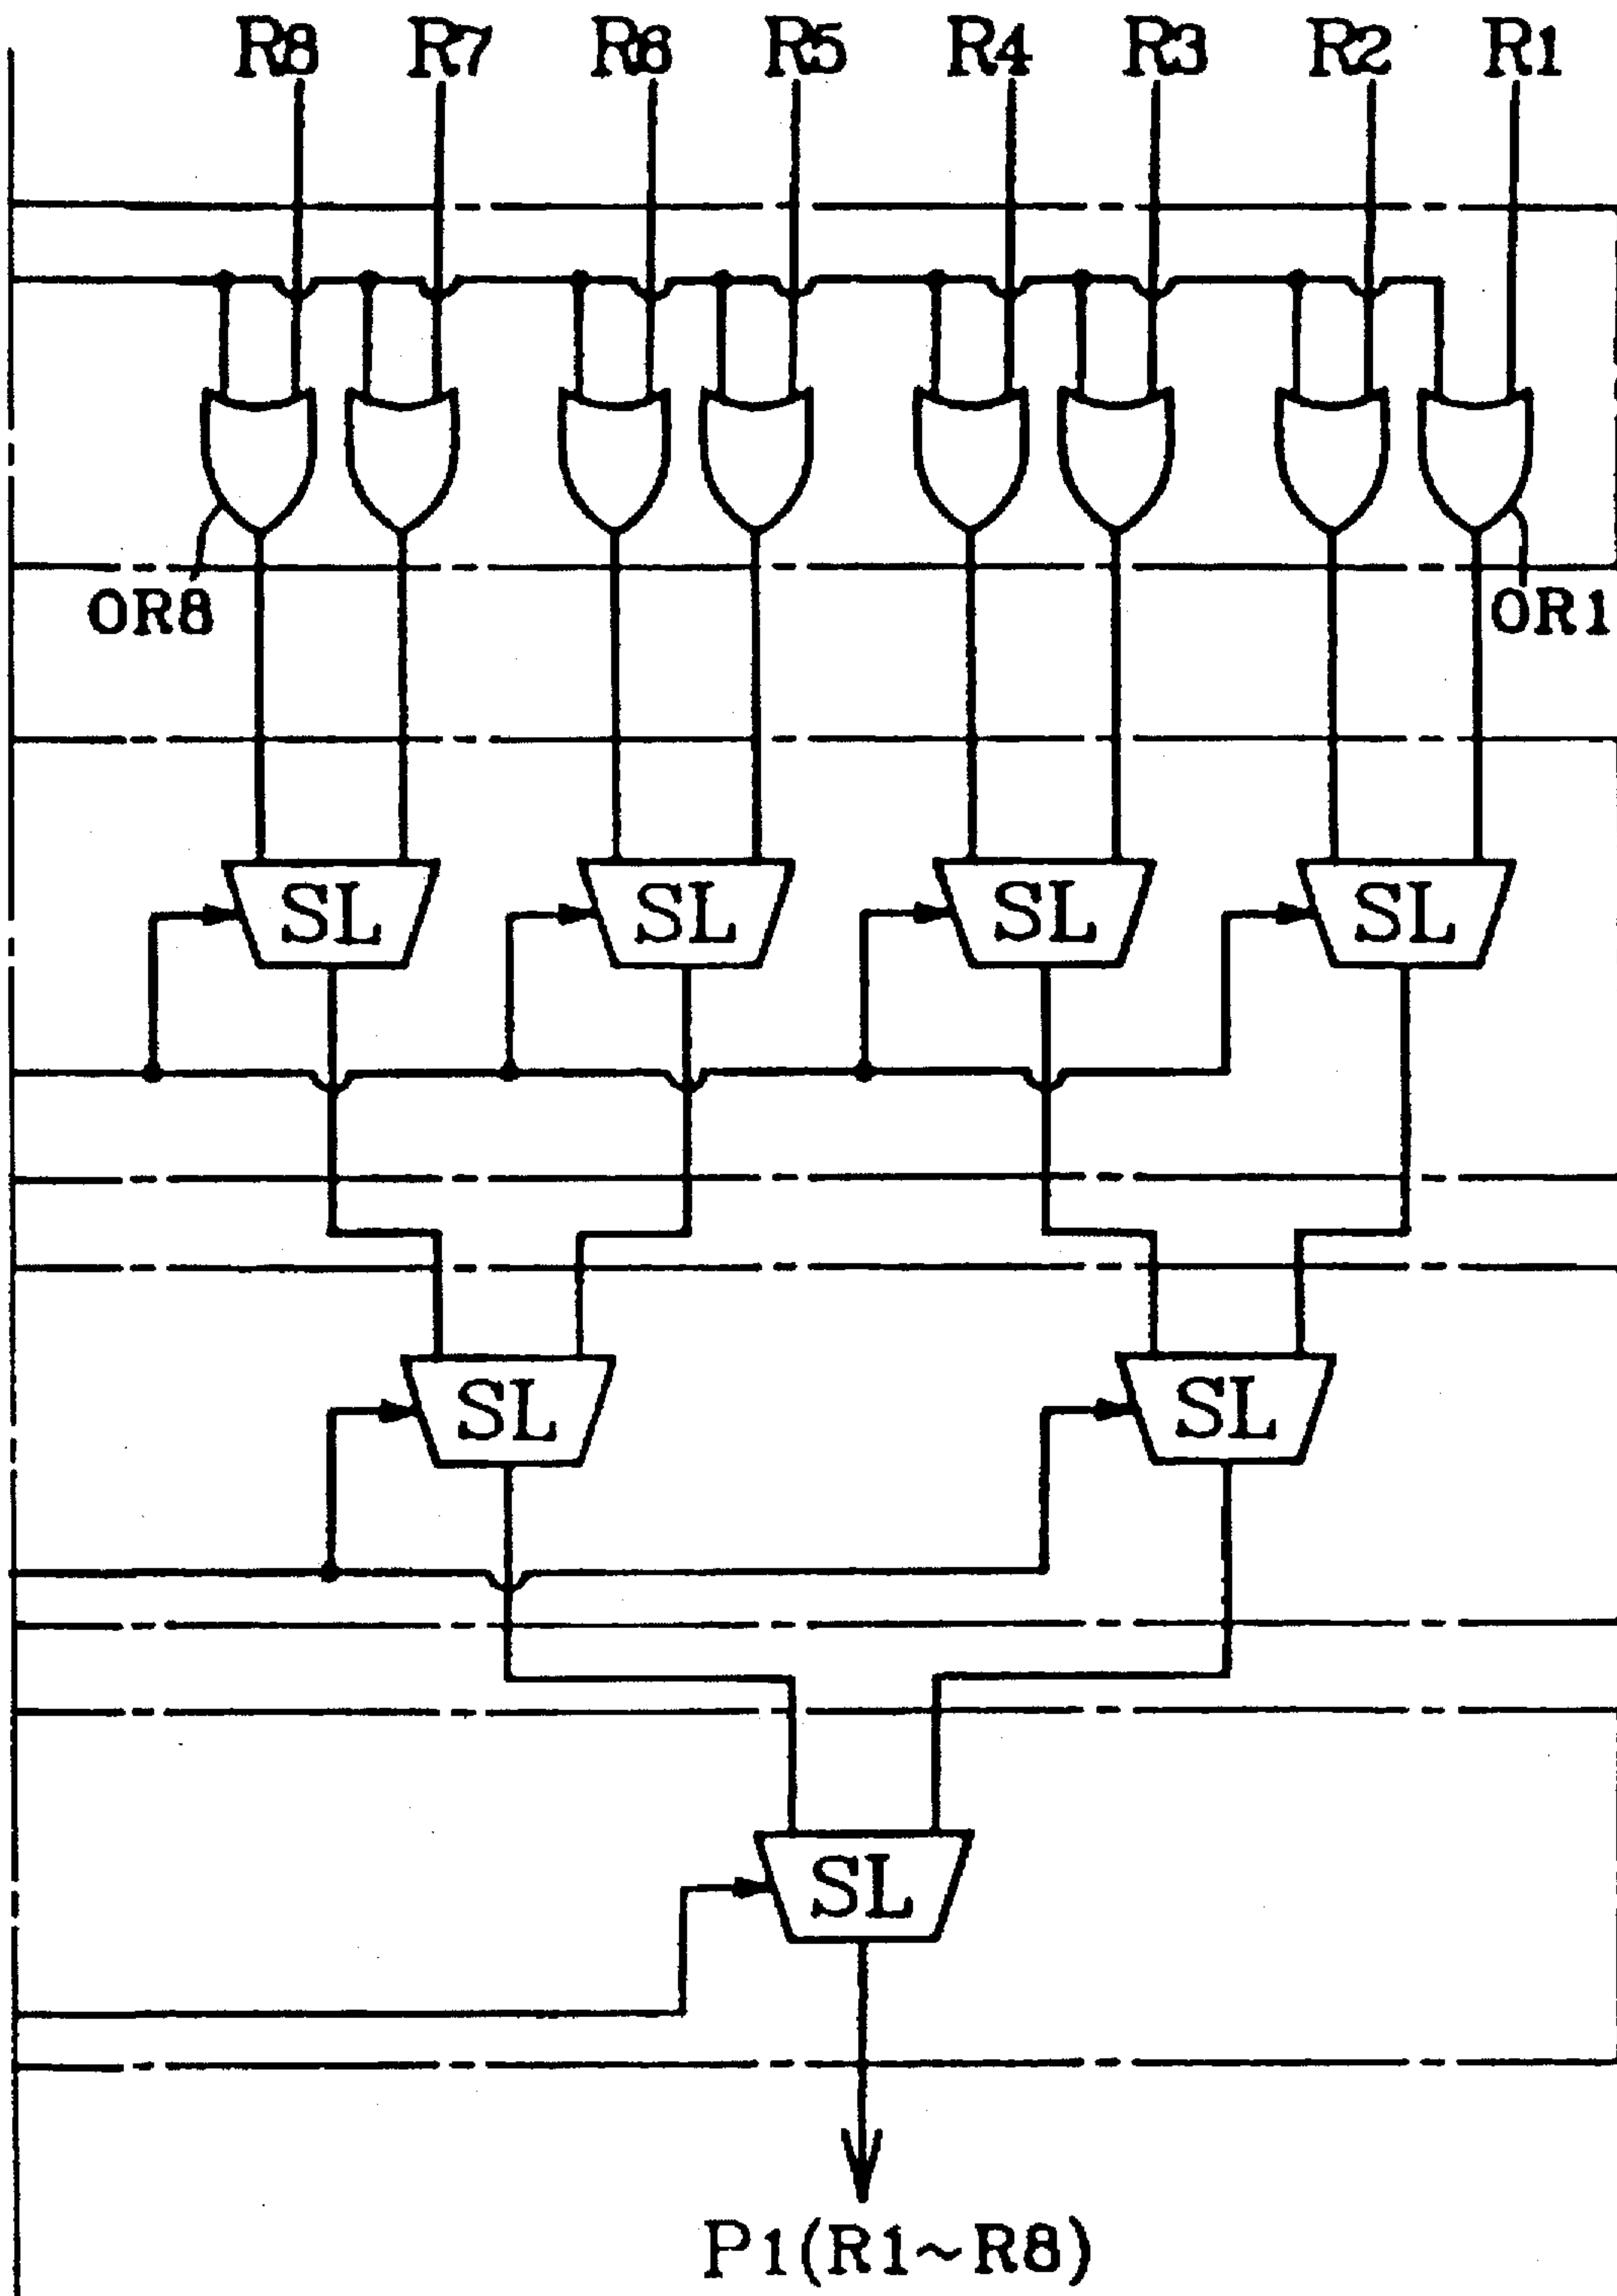 R8 R7 R6 R5 R4 R3 R2 R1
OR8 OR1
SL SL SL SL
SL SL
SL
P1(R1~R8)